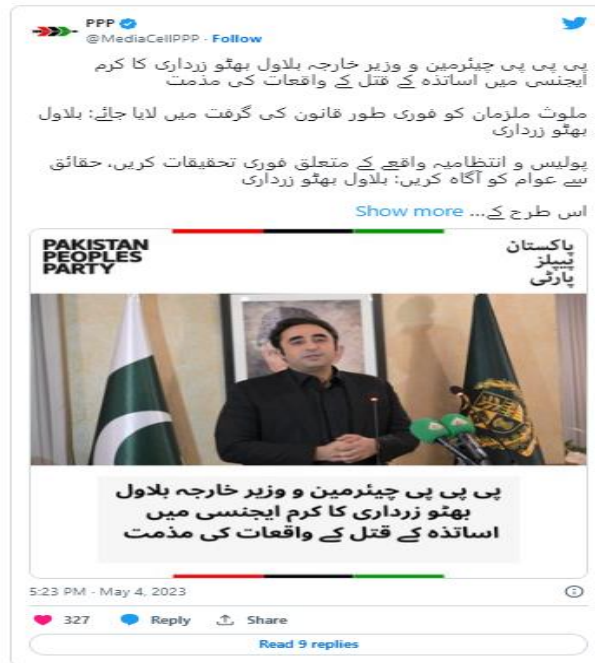 PPP
@MediaCellPPP · Follow
پی پی پی چیئرمین و وزیر خارجہ بلاول بھٹو زرداری کا کرم
ایجنسی میں اساتذہ کے قتل کے واقعات کی مذمت
ملوث ملزمان کو فوری طور قانون کی گرفت میں لایا جائے: بلاول
بھٹو زرداری
پولیس و انتظامیہ واقعے کے متعلق فوری تحقیقات کریں، حقائق
سے عوام کو آگاہ کریں: بلاول بھٹو زرداری
اس طرح کے... Show more
PAKISTAN
PEOPLES
PARTY
پاکستان
پیپلز
پارٹی
پی پی پی چیئرمین و وزیر خارجہ بلاول
بھٹو زرداری کا کرم ایجنسی میں
اساتذہ کے قتل کے واقعات کی مذمت
5:23 PM · May 4, 2023
327 Reply Share
Read 9 replies